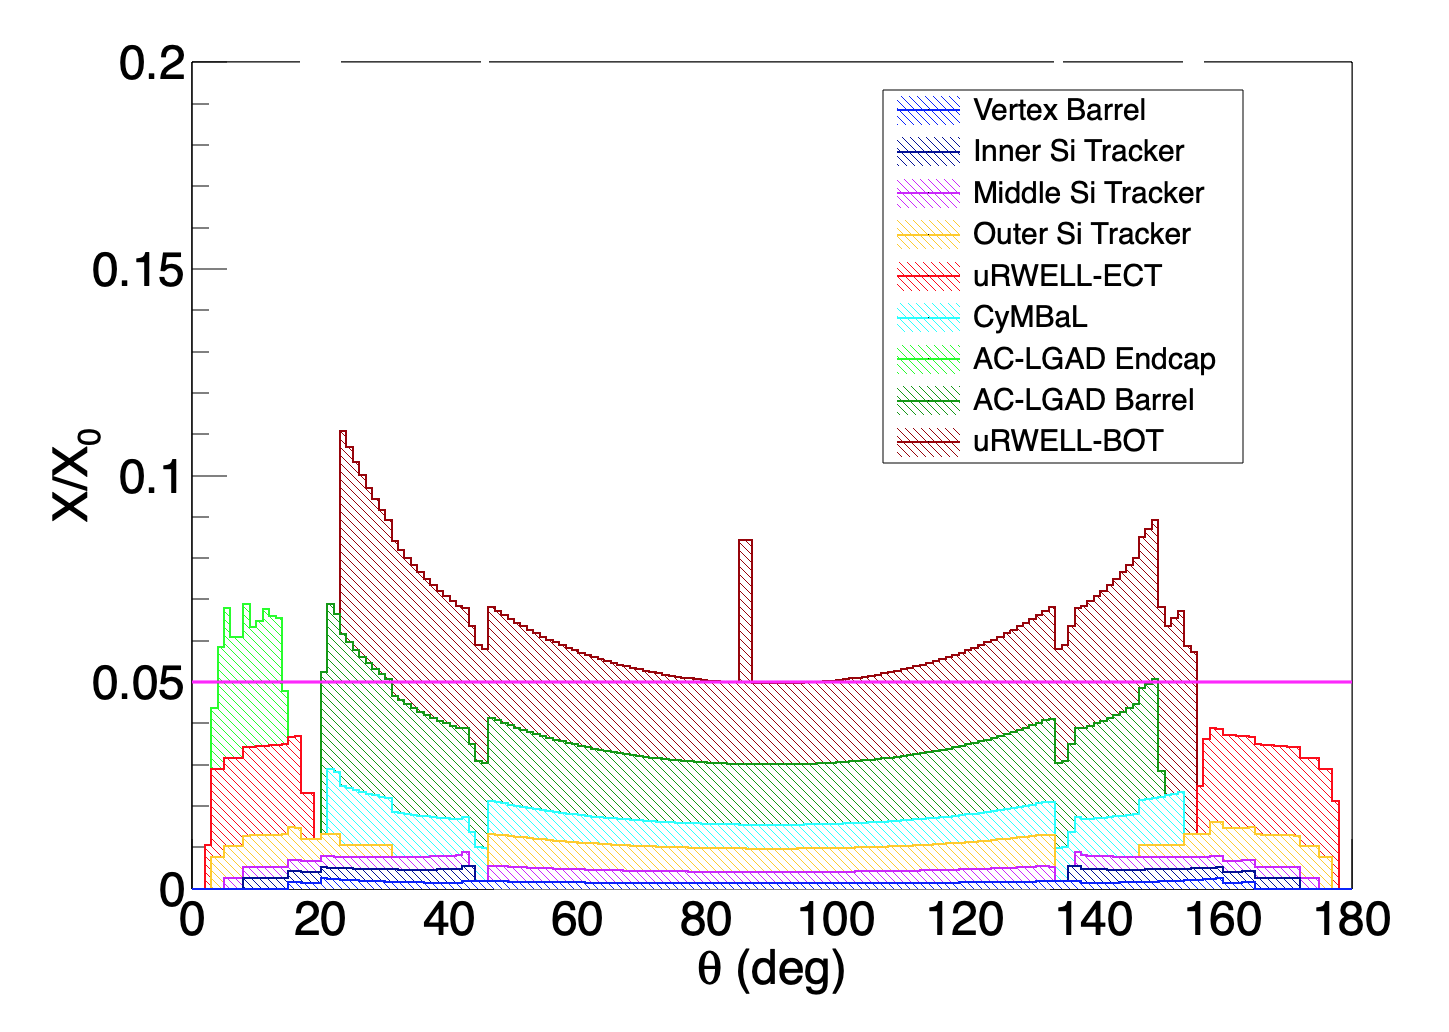 0.2
0.15
0.1
0.05
0
X/X0
0 20 40 60 80 100 120 140 160 180
θ (deg)
Vertex Barrel
Inner Si Tracker
Middle Si Tracker
Outer Si Tracker
uRWELL-ECT
CyMBaL
AC-LGAD Endcap
AC-LGAD Barrel
uRWELL-BOT